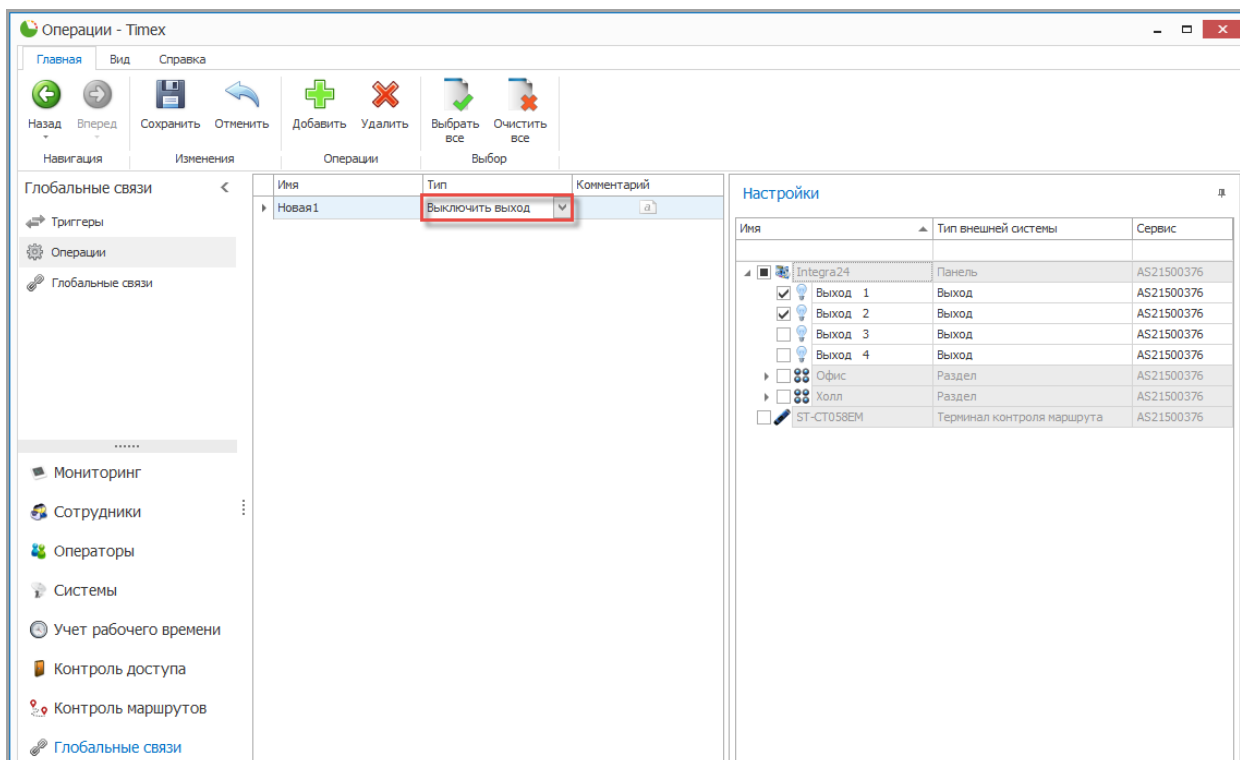 Операции - Timex
Главная Вид Справка
Назад Вперед Сохранить Отменить Добавить Удалить Выбрать все Очистить все
Навигация Изменения Операции Выбор
Глобальные связи
Триггеры
Операции
Глобальные связи
Мониторинг
Сотрудники
Операторы
Системы
Учет рабочего времени
Контроль доступа
Контроль маршрутов
Глобальные связи
Имя Тип Комментарий
Новая1 Выключить выход a
Настройки
Имя Тип внешней системы Сервис
Integra24 Панель AS21500376
Выход 1 Выход AS21500376
Выход 2 Выход AS21500376
Выход 3 Выход AS21500376
Выход 4 Выход AS21500376
Офис Раздел AS21500376
Холл Раздел AS21500376
ST-CT058EM Терминал контроля маршрута AS21500376